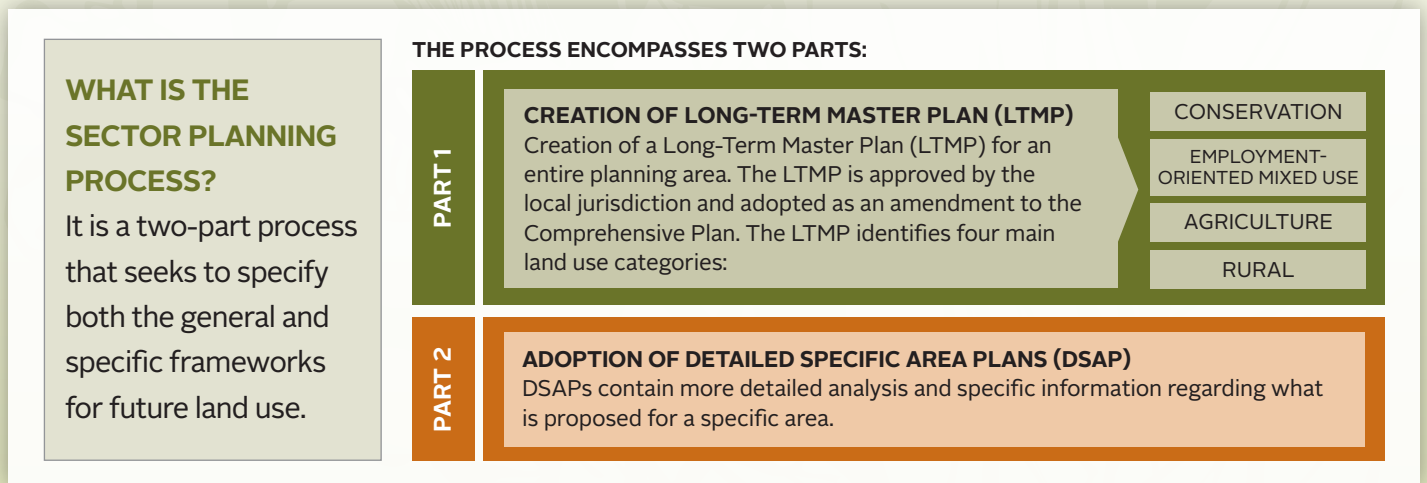 WHAT IS THE
SECTOR PLANNING
PROCESS?
It is a two-part process
that seeks to specify
both the general and
specific frameworks
for future land use.
THE PROCESS ENCOMPASSES TWO PARTS:
PART 1
CREATION OF LONG-TERM MASTER PLAN (LTMP)
Creation of a Long-Term Master Plan (LTMP) for an
entire planning area. The LTMP is approved by the
local jurisdiction and adopted as an amendment to the
Comprehensive Plan. The LTMP identifies four main
land use categories:
CONSERVATION
EMPLOYMENT-
ORIENTED MIXED USE
AGRICULTURE
RURAL
PART 2
ADOPTION OF DETAILED SPECIFIC AREA PLANS (DSAP)
DSAPs contain more detailed analysis and specific information regarding what
is proposed for a specific area.